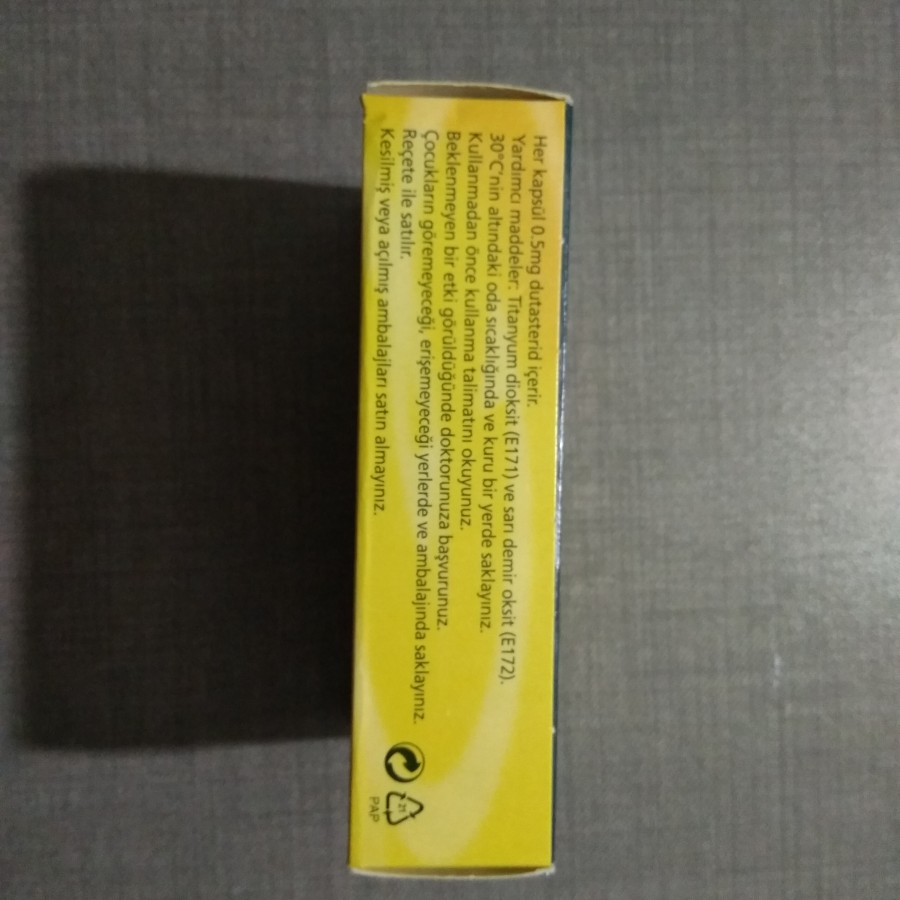 Her kapsül 0.5mg dutasterid içerir.
Yardımcı maddeler: Titanyum dioksit (E171) ve sarı demir oksit (E172).
30°C'nin altındaki oda sıcaklığında ve kuru bir yerde saklayınız.
Kullanmadan önce kullanma talimatını okuyunuz.
Beklenmeyen bir etki görüldüğünde doktorunuza başvurunuz.
Çocukların göremeyeceği, erişemeyeceği yerlerde ve ambalajında saklayınız.
Reçete ile satılır.
Kesilmiş veya açılmış ambalajları satın almayınız.
21
PAP